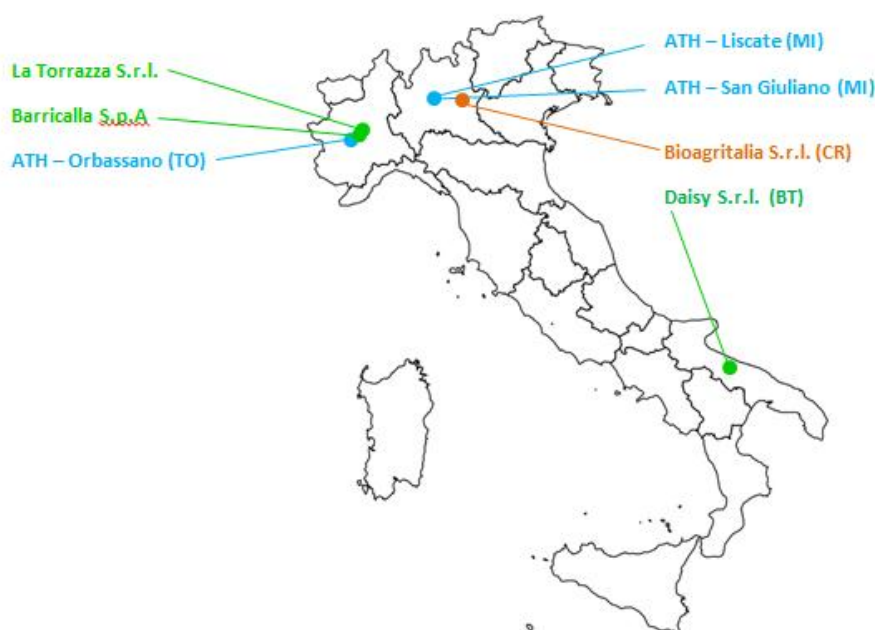 La Torrazza S.r.l.
Barricalla S.p.A
ATH – Orbassano (TO)
ATH – Liscate (MI)
ATH – San Giuliano (MI)
Bioagritalia S.r.l. (CR)
Daisy S.r.l. (BT)